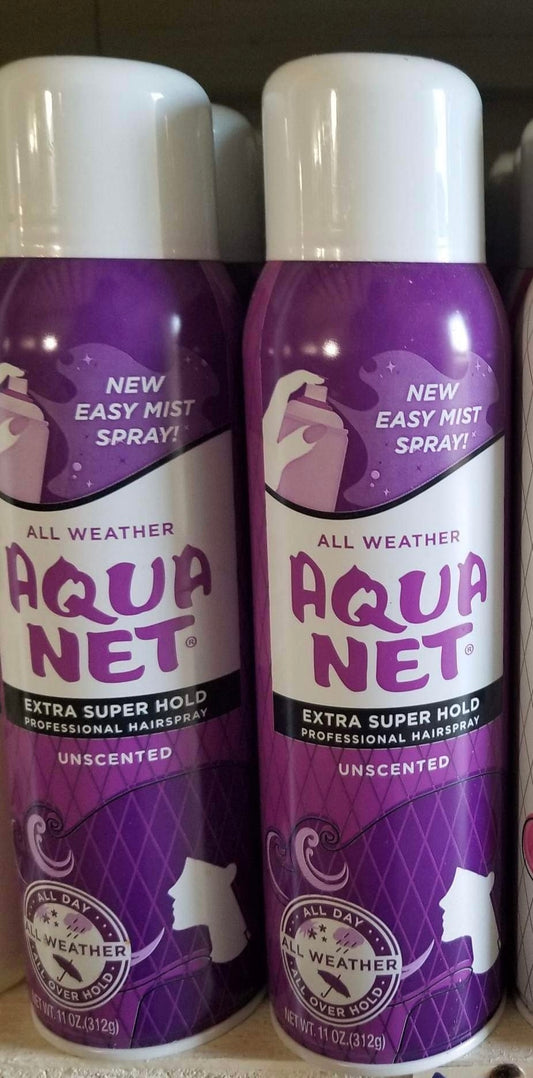 NEW
EASY MIST
SPRAY!
ALL WEATHER
AQUA
NET®
EXTRA SUPER HOLD
PROFESSIONAL HAIRSPRAY
UNSCENTED
ALL DAY
ALL WEATHER
ALL OVER HOLD
NET WT. 11 OZ.(312g)
NEW
EASY MIST
SPRAY!
ALL WEATHER
AQUA
NET®
EXTRA SUPER HOLD
PROFESSIONAL HAIRSPRAY
UNSCENTED
ALL DAY
ALL WEATHER
ALL OVER HOLD
NET WT. 11 OZ.(312g)